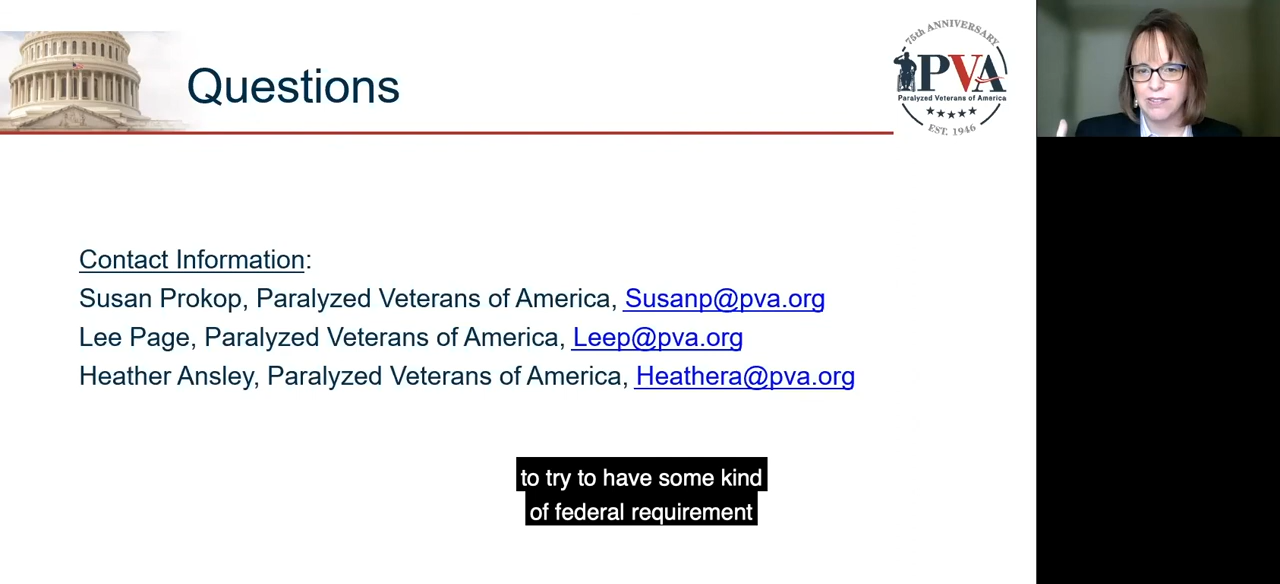 Questions
75th ANNIVERSARY
PVA
Paralyzed Veterans of America
EST. 1946
Contact Information:
Susan Prokop, Paralyzed Veterans of America, Susanp@pva.org
Lee Page, Paralyzed Veterans of America, Leep@pva.org
Heather Ansley, Paralyzed Veterans of America, Heathera@pva.org
to try to have some kind
of federal requirement